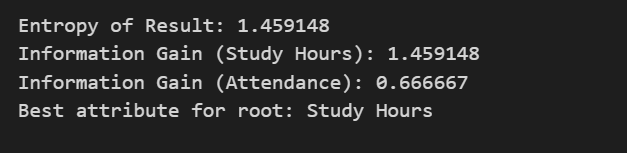 Entropy of Result: 1.459148
Information Gain (Study Hours): 1.459148
Information Gain (Attendance): 0.666667
Best attribute for root: Study Hours